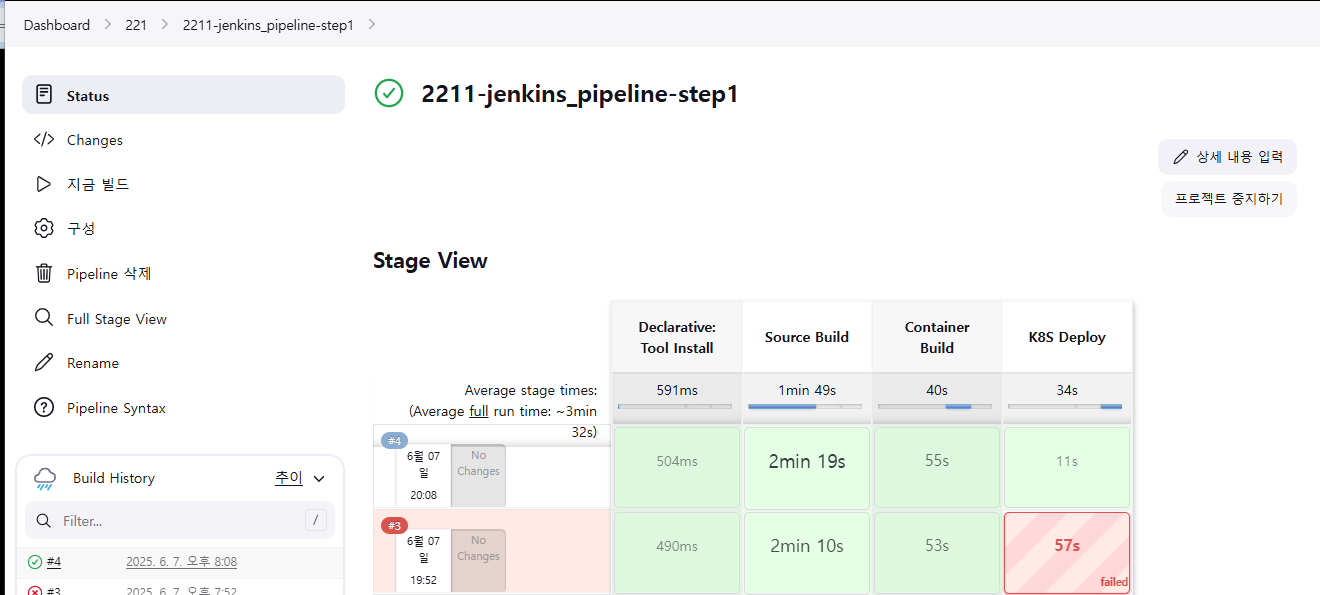 Dashboard > 221 > 2211-jenkins_pipeline-step1 >
Status
Changes
지금 빌드
구성
Pipeline 삭제
Full Stage View
Rename
Pipeline Syntax
Build History 추이
Filter... /
#4 2025. 6. 7. 오후 8:08
#3 2025. 6. 7. 오후 7:52
2211-jenkins_pipeline-step1
상세 내용 입력
프로젝트 중지하기
Stage View
Declarative:
Tool Install
Source Build
Container
Build
K8S Deploy
Average stage times:
(Average full run time: ~3min
32s)
591ms
1min 49s
40s
34s
#4
6월 07
일
20:08
No
Changes
504ms
2min 19s
55s
11s
#3
6월 07
일
19:52
No
Changes
490ms
2min 10s
53s
57s
failed